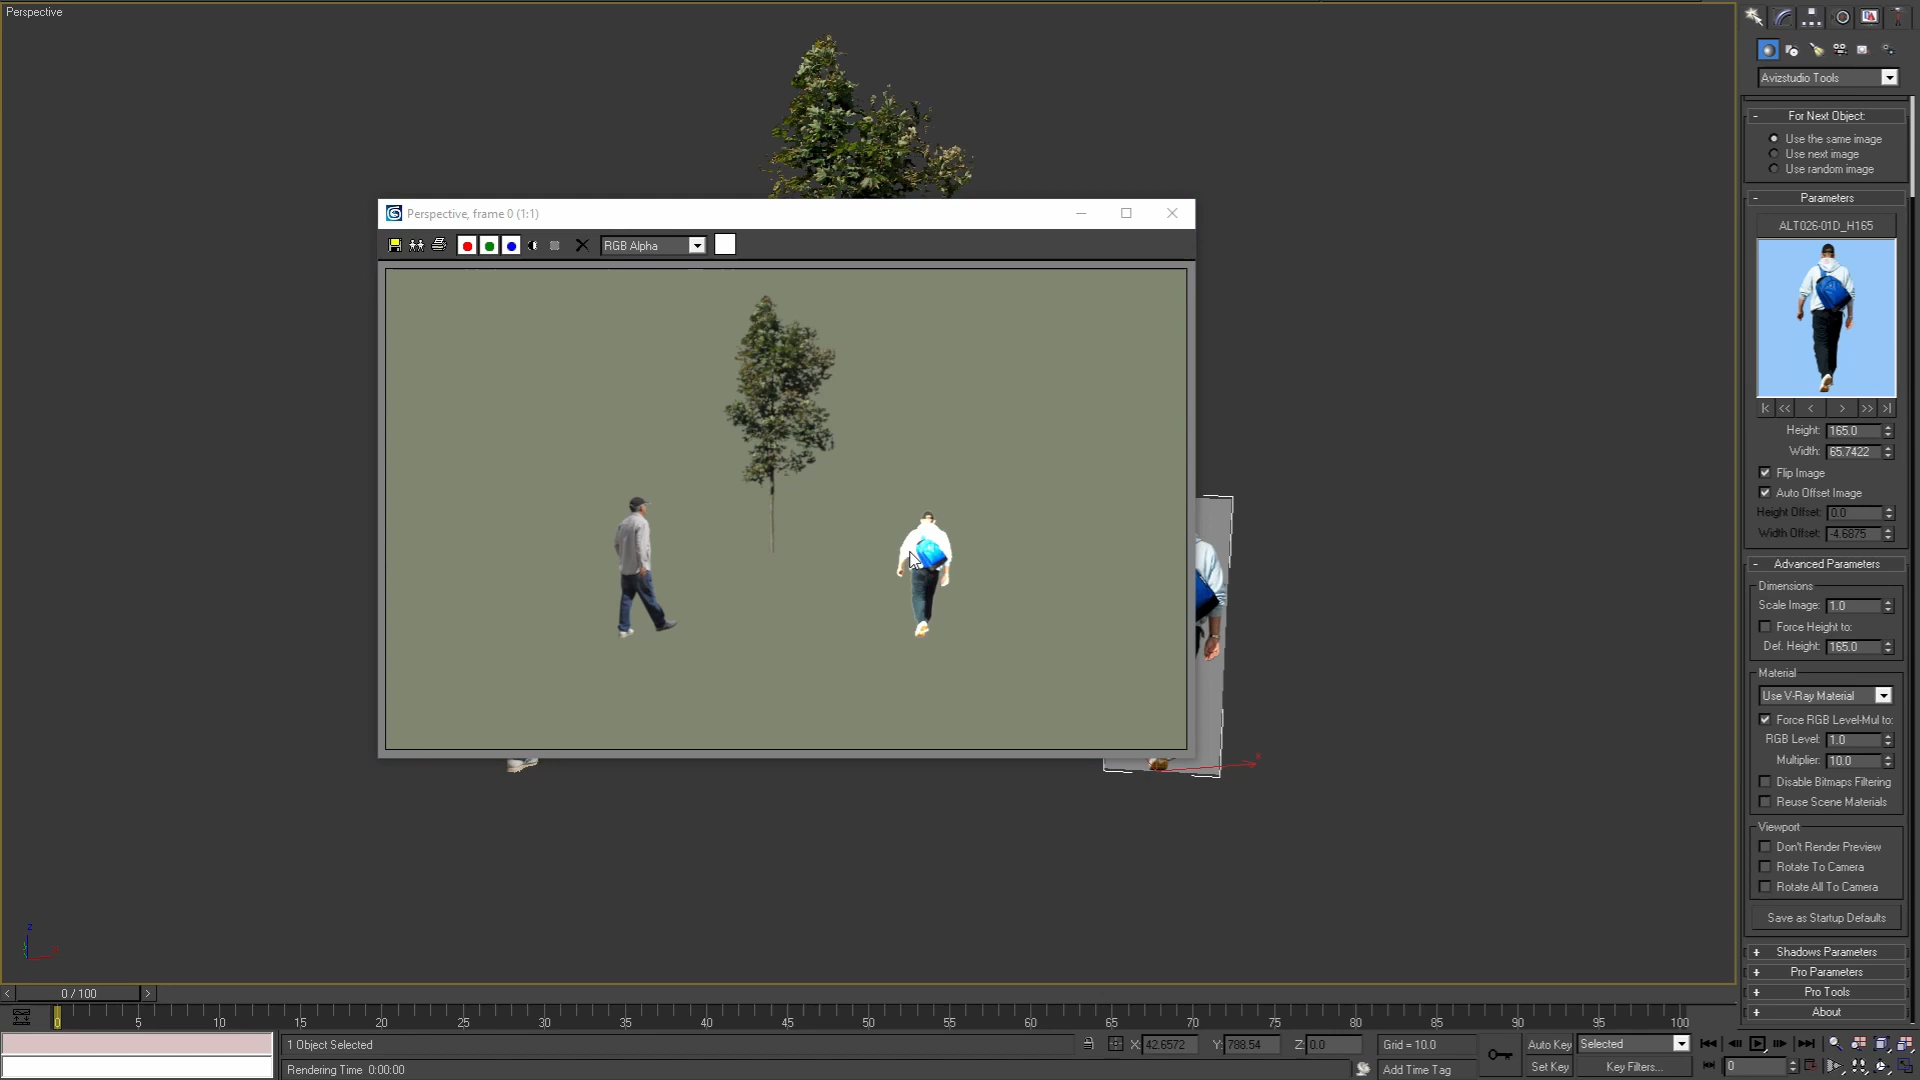 Perspective
Avizstudio Tools
For Next Object:
Use the same image
Use next image
Use random image
Parameters
ALT026-01D_H165
Height: 165.0
Width: 65.7422
Flip Image
Auto Offset Image
Height Offset: 0.0
Width Offset: -4.6875
Advanced Parameters
Dimensions
Scale Image: 1.0
Force Height to:
Def. Height: 165.0
Material
Use V-Ray Material
Force RGB Level-Mul to:
RGB Level: 1.0
Multiplier: 10.0
Disable Bitmaps Filtering
Reuse Scene Materials
Viewport
Don't Render Preview
Rotate To Camera
Rotate All To Camera
Save as Startup Defaults
Shadows Parameters
Pro Parameters
Pro Tools
About
Perspective, frame 0 (1:1)
RGB Alpha
z
x
0 / 100
0 5 10 15 20 25 30 35 40 45 50 55 60 65 70 75 80 85 90 95 100
1 Object Selected
X: 42.6572 Y: 788.54 Z: 0.0
Grid = 10.0
Auto Key
Selected
Rendering Time 0:00:00
Add Time Tag
Set Key
Key Filters...
0